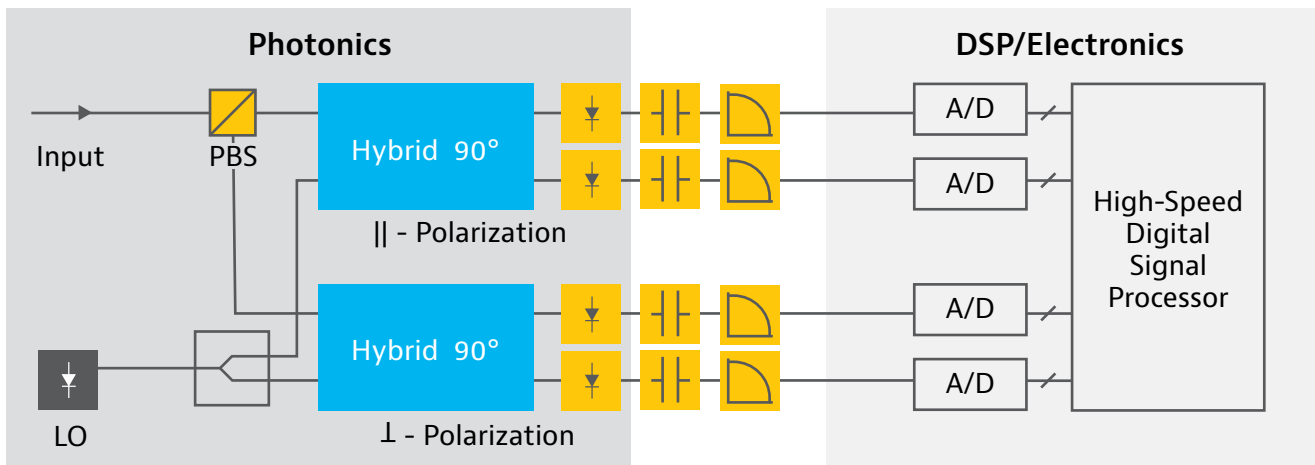 Photonics
DSP/Electronics
Input
PBS
Hybrid 90°
|| - Polarization
A/D
A/D
High-Speed
Digital
Signal
Processor
Hybrid 90°
A/D
A/D
LO
⊥ - Polarization